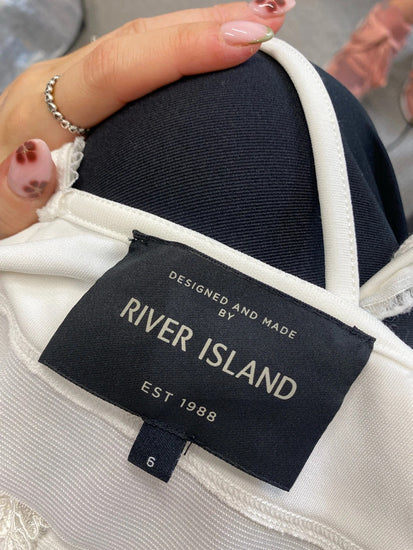 DESIGNED AND MADE
BY
RIVER ISLAND
EST 1988
6